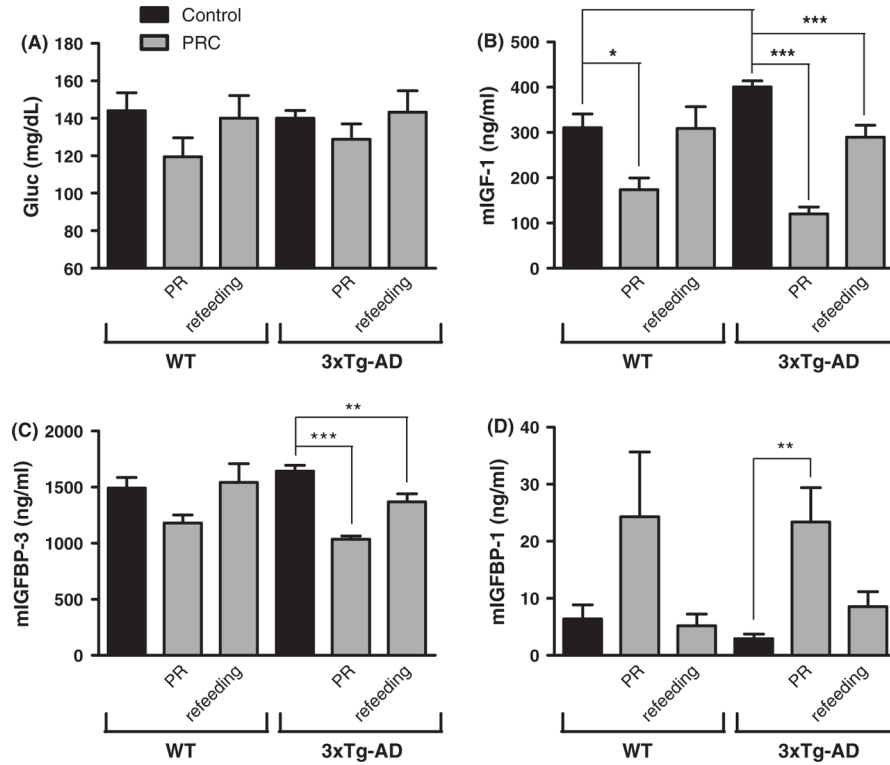 Control
PRC
(A)
Gluc (mg/dL)
180
160
140
120
100
80
60
PR
refeeding
PR
refeeding
WT
3xTg-AD
(B)
mIGF-1 (ng/ml)
500
400
300
200
100
0
*
***
***
PR
refeeding
PR
refeeding
WT
3xTg-AD
(C)
mIGFBP-3 (ng/ml)
2000
1500
1000
500
0
**
***
PR
refeeding
PR
refeeding
WT
3xTg-AD
(D)
mIGFBP-1 (ng/ml)
40
30
20
10
0
**
PR
refeeding
PR
refeeding
WT
3xTg-AD